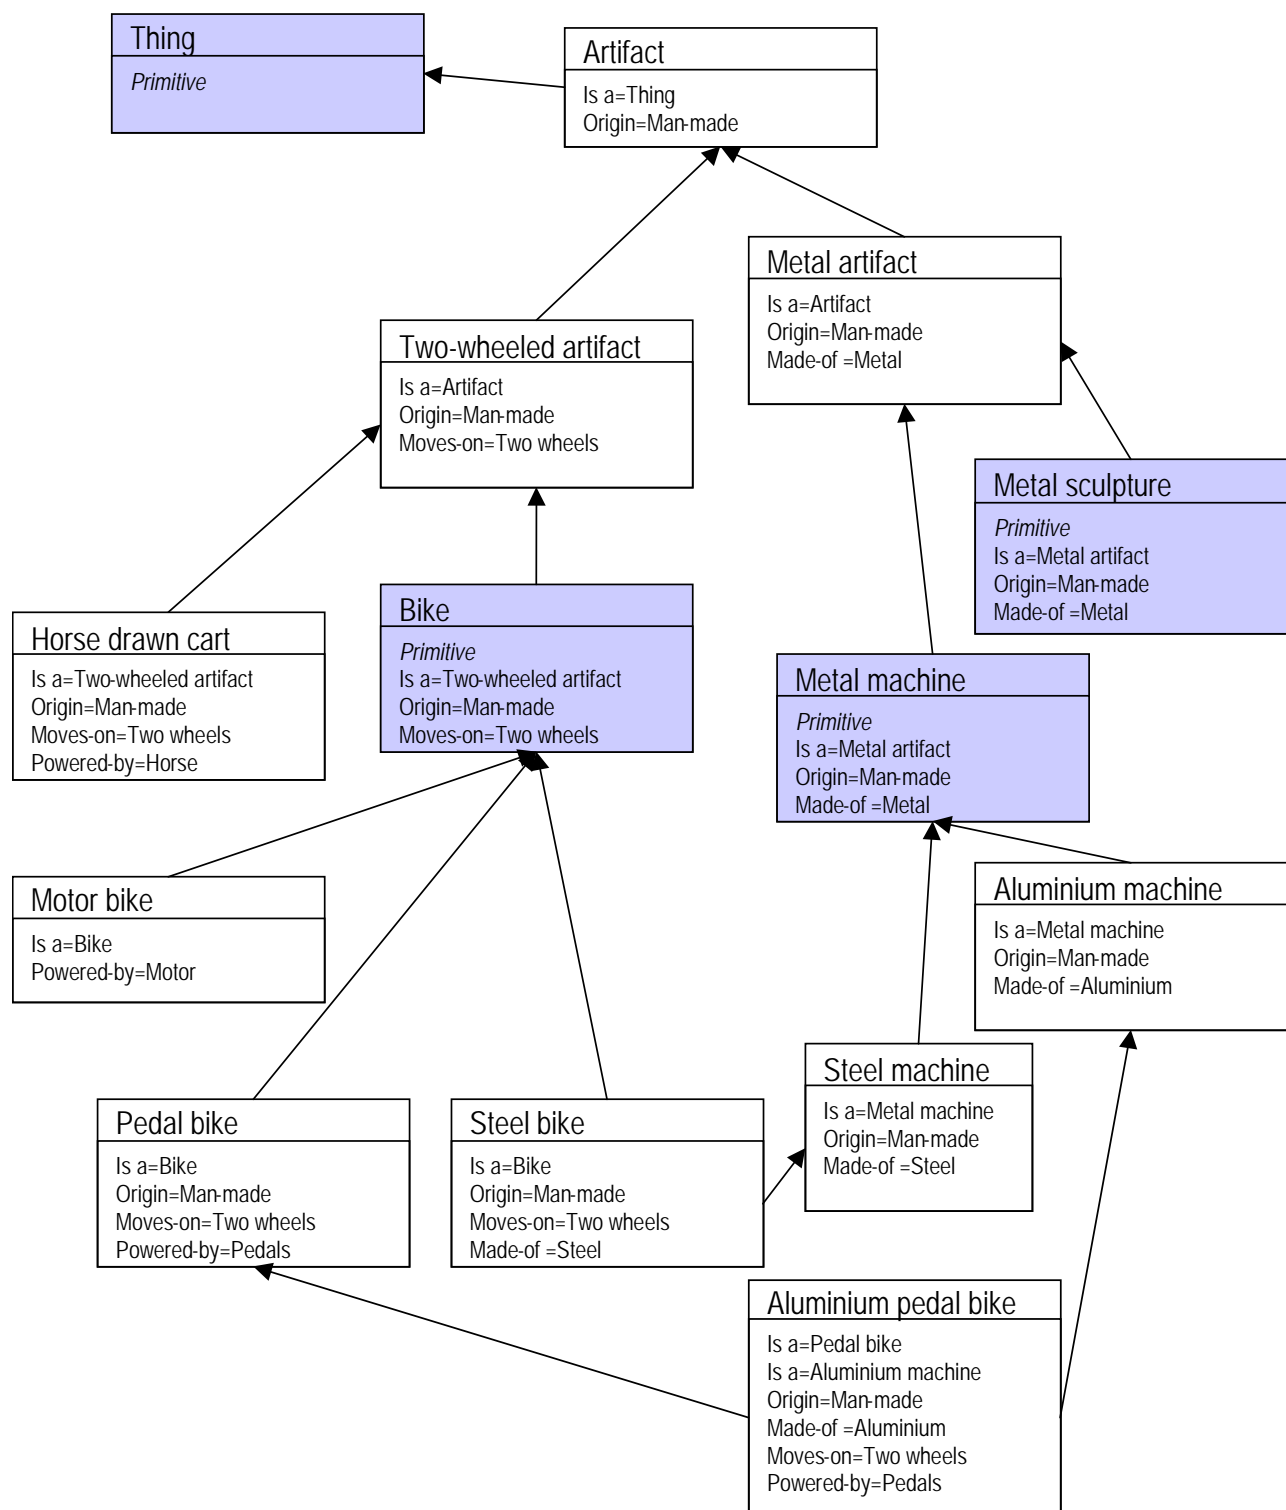 Thing
Primitive
Artifact
Is a=Thing
Origin=Man-made
Metal artifact
Is a=Artifact
Origin=Man-made
Made-of =Metal
Two-wheeled artifact
Is a=Artifact
Origin=Man-made
Moves-on=Two wheels
Metal sculpture
Primitive
Is a=Metal artifact
Origin=Man-made
Made-of =Metal
Horse drawn cart
Is a=Two-wheeled artifact
Origin=Man-made
Moves-on=Two wheels
Powered-by=Horse
Bike
Primitive
Is a=Two-wheeled artifact
Origin=Man-made
Moves-on=Two wheels
Metal machine
Primitive
Is a=Metal artifact
Origin=Man-made
Made-of =Metal
Motor bike
Is a=Bike
Powered-by=Motor
Aluminium machine
Is a=Metal machine
Origin=Man-made
Made-of =Aluminium
Pedal bike
Is a=Bike
Origin=Man-made
Moves-on=Two wheels
Powered-by=Pedals
Steel bike
Is a=Bike
Origin=Man-made
Moves-on=Two wheels
Made-of =Steel
Steel machine
Is a=Metal machine
Origin=Man-made
Made-of =Steel
Aluminium pedal bike
Is a=Pedal bike
Is a=Aluminium machine
Origin=Man-made
Made-of =Aluminium
Moves-on=Two wheels
Powered-by=Pedals